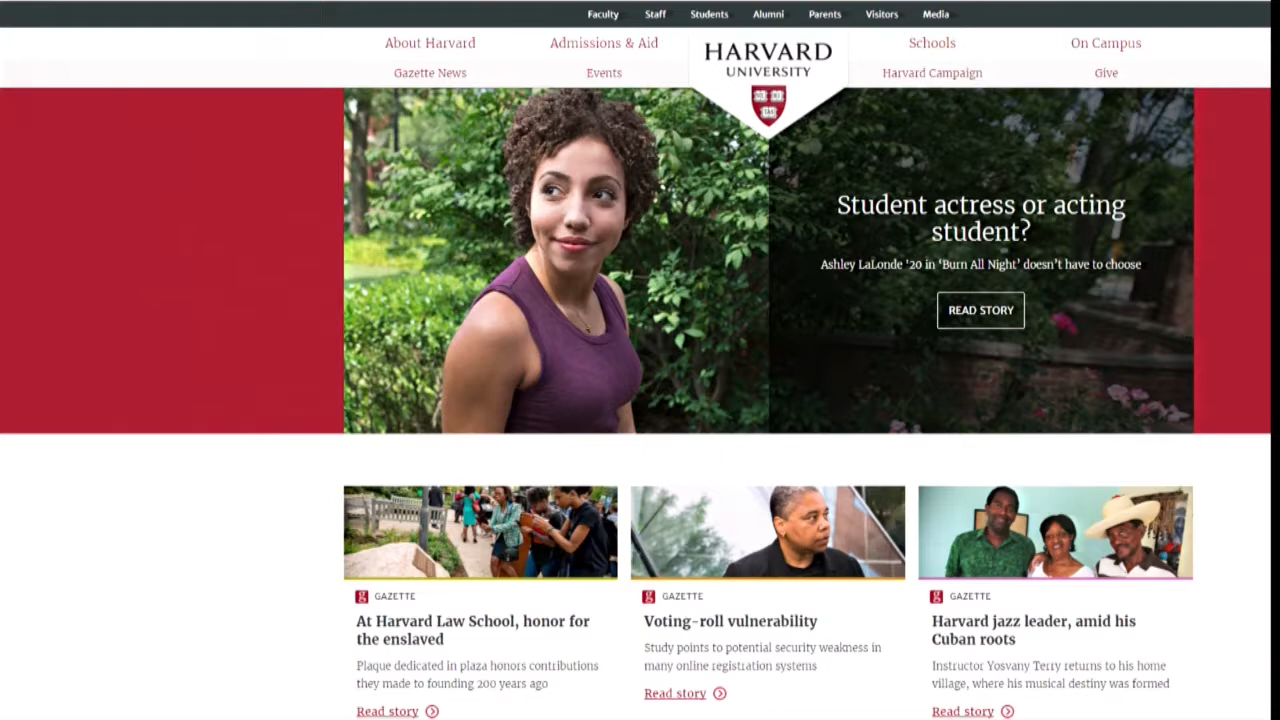 Faculty Staff Students Alumni Parents Visitors Media
About Harvard Admissions & Aid Schools On Campus
HARVARD
UNIVERSITY
Gazette News Events Harvard Campaign Give
Student actress or acting
student?
Ashley LaLonde '20 in ‘Burn All Night’ doesn’t have to choose
READ STORY
GAZETTE
At Harvard Law School, honor for
the enslaved
Plaque dedicated in plaza honors contributions
they made to founding 200 years ago
Read story
GAZETTE
Voting-roll vulnerability
Study points to potential security weakness in
many online registration systems
Read story
GAZETTE
Harvard jazz leader, amid his
Cuban roots
Instructor Yosvany Terry returns to his home
village, where his musical destiny was formed
Read story